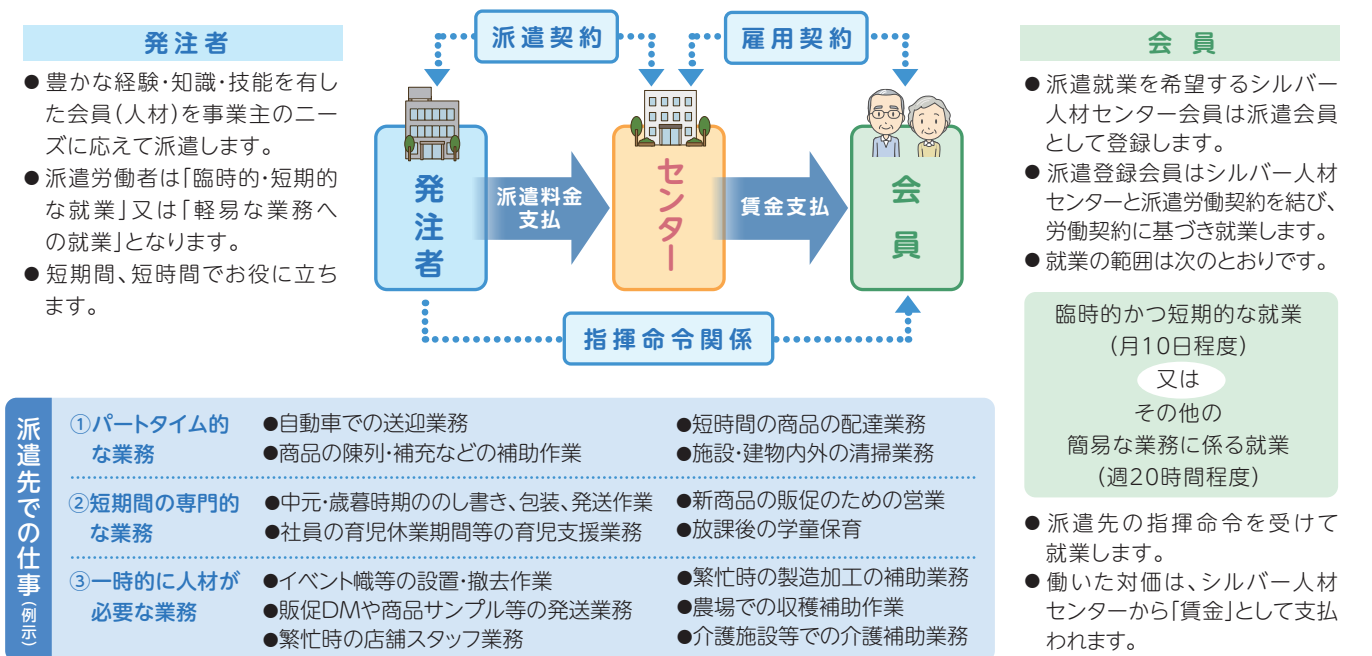 発注者
● 豊かな経験・知識・技能を有し
た会員(人材)を事業主のニー
ズに応えて派遣します。
● 派遣労働者は「臨時的・短期的
な就業」又は「軽易な業務へ
の就業」となります。
● 短期間、短時間でお役に立ち
ます。
派遣契約
雇用契約
発注者
派遣料金
支払
センター
賃金支払
会員
指揮命令関係
会 員
● 派遣就業を希望するシルバー
人材センター会員は派遣会員
として登録します。
● 派遣登録会員はシルバー人材
センターと派遣労働契約を結び、
労働契約に基づき就業します。
● 就業の範囲は次のとおりです。
臨時的かつ短期的な就業
(月10日程度)
又は
その他の
簡易な業務に係る就業
(週20時間程度)
● 派遣先の指揮命令を受けて
就業します。
● 働いた対価は、シルバー人材
センターから「賃金」として支払
われます。
派遣先での仕事(例示)
①パートタイム的
な業務
●自動車での送迎業務
●商品の陳列・補充などの補助作業
●短時間の商品の配達業務
●施設・建物内外の清掃業務
②短期間の専門的
な業務
●中元・歳暮時期ののし書き、包装、発送作業
●社員の育児休業期間等の育児支援業務
●新商品の販促のための営業
●放課後の学童保育
③一時的に人材が
必要な業務
●イベント幟等の設置・撤去作業
●販促DMや商品サンプル等の発送業務
●繁忙時の店舗スタッフ業務
●繁忙時の製造加工の補助業務
●農場での収穫補助作業
●介護施設等での介護補助業務